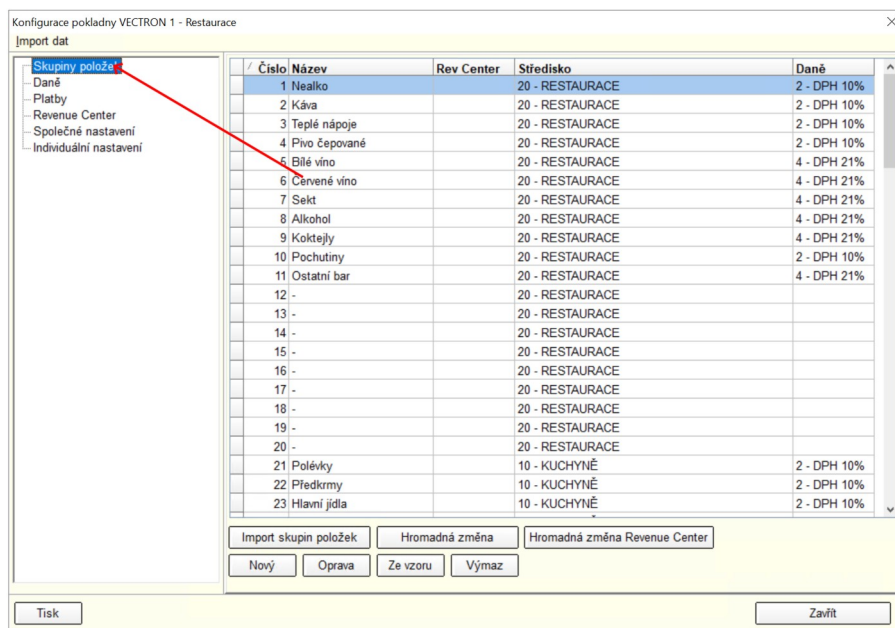 Konfigurace pokladny VECTRON 1 - Restaurace
Import dat
Skupiny položek
Daně
Platby
Revenue Center
Společné nastavení
Individuální nastavení
Číslo Název Rev Center Středisko Daně
1 Nealko 20 - RESTAURACE 2 - DPH 10%
2 Káva 20 - RESTAURACE 2 - DPH 10%
3 Teplé nápoje 20 - RESTAURACE 2 - DPH 10%
4 Pivo čepované 20 - RESTAURACE 2 - DPH 10%
5 Bílé víno 20 - RESTAURACE 4 - DPH 21%
6 Červené víno 20 - RESTAURACE 4 - DPH 21%
7 Sekt 20 - RESTAURACE 4 - DPH 21%
8 Alkohol 20 - RESTAURACE 4 - DPH 21%
9 Koktejly 20 - RESTAURACE 4 - DPH 21%
10 Pochutiny 20 - RESTAURACE 2 - DPH 10%
11 Ostatní bar 20 - RESTAURACE 4 - DPH 21%
12 - 20 - RESTAURACE
13 - 20 - RESTAURACE
14 - 20 - RESTAURACE
15 - 20 - RESTAURACE
16 - 20 - RESTAURACE
17 - 20 - RESTAURACE
18 - 20 - RESTAURACE
19 - 20 - RESTAURACE
20 - 20 - RESTAURACE
21 Polévky 10 - KUCHYNĚ 2 - DPH 10%
22 Předkrmy 10 - KUCHYNĚ 2 - DPH 10%
23 Hlavní jídla 10 - KUCHYNĚ 2 - DPH 10%
Import skupin položek Hromadná změna Hromadná změna Revenue Center
Nový Oprava Ze vzoru Výmaz
Tisk Zavřít